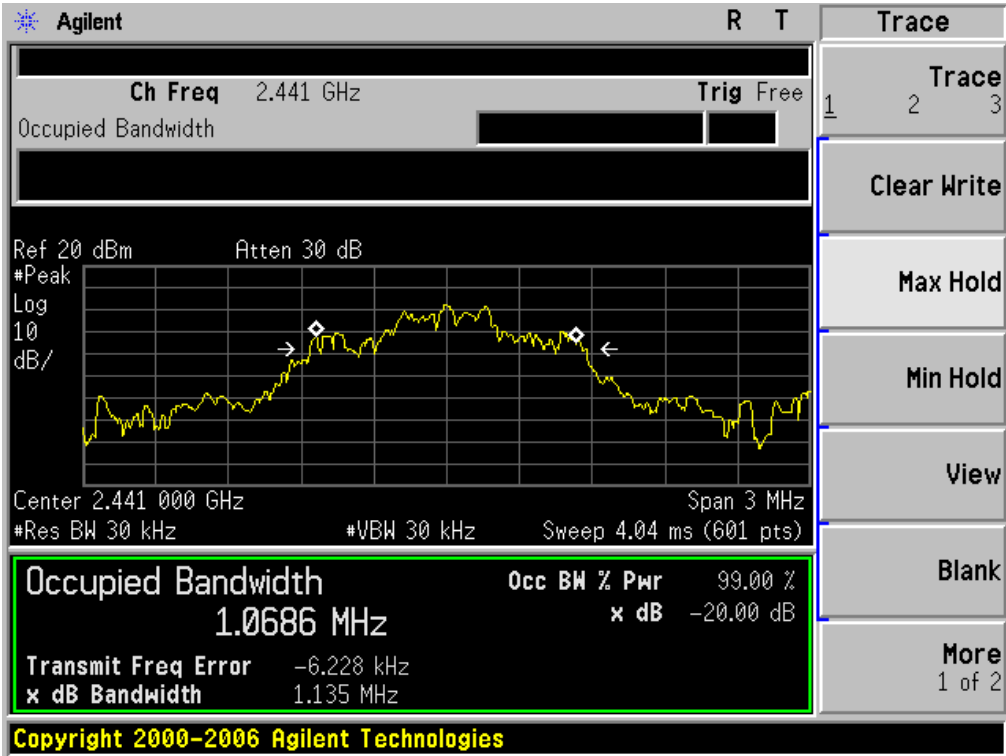 Agilent R T
Trace
Ch Freq 2.441 GHz Trig Free
Occupied Bandwidth
Ref 20 dBm Atten 30 dB
#Peak
Log
10
dB/
Center 2.441 000 GHz Span 3 MHz
#Res BW 30 kHz #VBW 30 kHz Sweep 4.04 ms (601 pts)
Occupied Bandwidth
1.0686 MHz
Occ BW % Pwr 99.00 %
x dB -20.00 dB
Transmit Freq Error -6.228 kHz
x dB Bandwidth 1.135 MHz
Copyright 2000-2006 Agilent Technologies
Trace
1 2 3
Clear Write
Max Hold
Min Hold
View
Blank
More
1 of 2